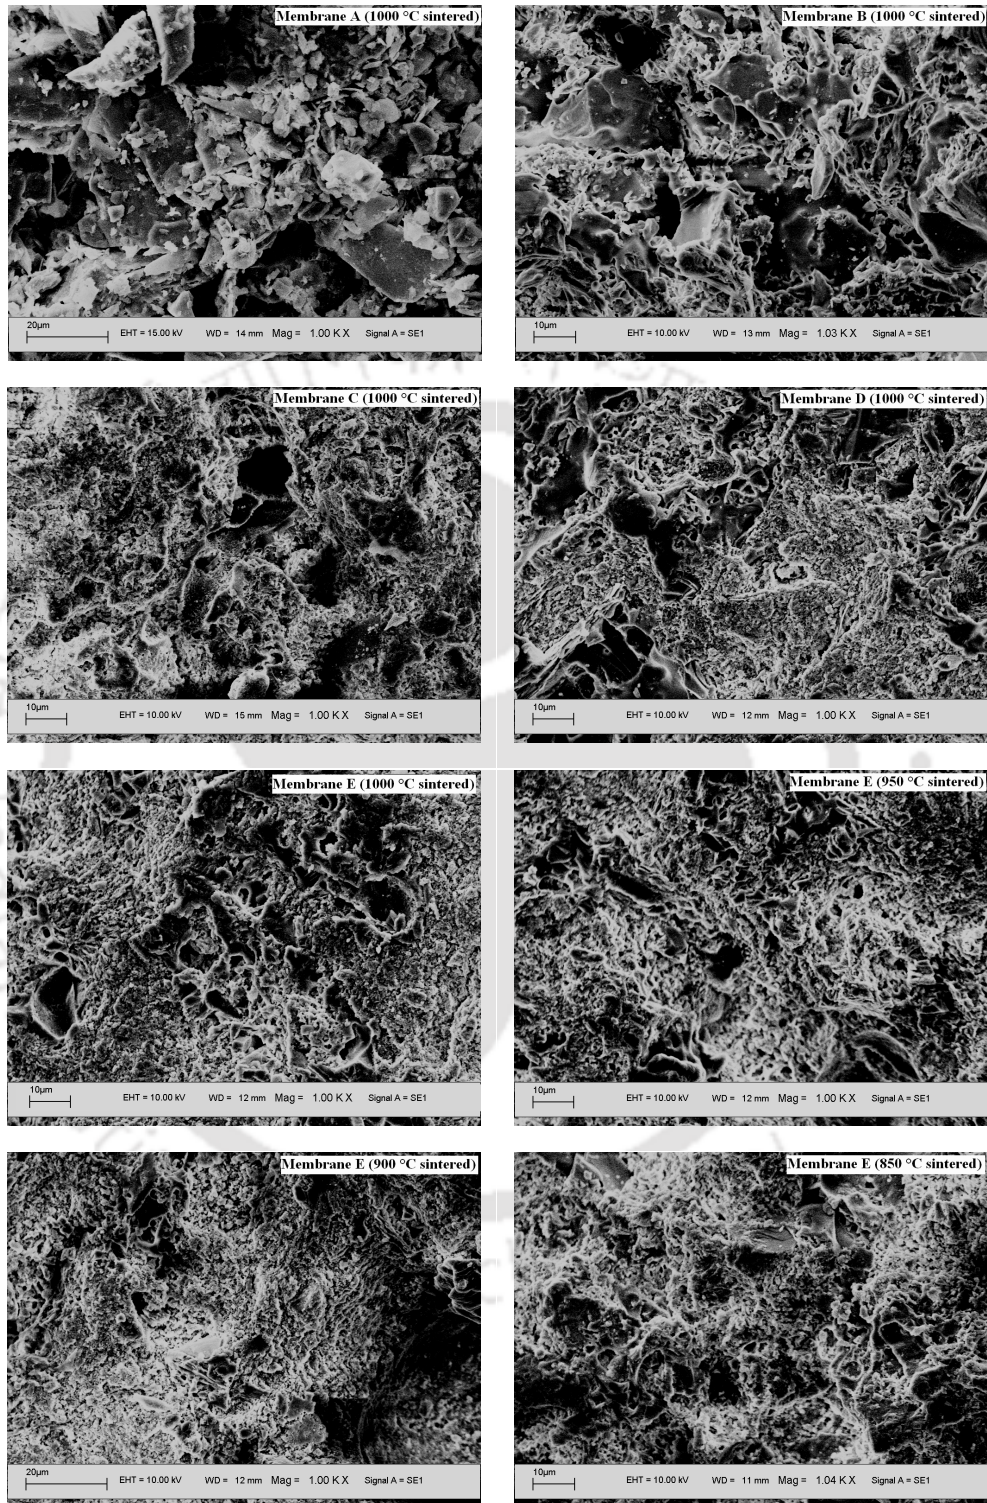 Membrane A (1000 °C sintered)
20µm
EHT = 15.00 kV WD = 14 mm Mag = 1.00 K X Signal A = SE1
Membrane B (1000 °C sintered)
10µm
EHT = 10.00 kV WD = 13 mm Mag = 1.03 K X Signal A = SE1
Membrane C (1000 °C sintered)
10µm
EHT = 10.00 kV WD = 15 mm Mag = 1.00 K X Signal A = SE1
Membrane D (1000 °C sintered)
10µm
EHT = 10.00 kV WD = 12 mm Mag = 1.00 K X Signal A = SE1
Membrane E (1000 °C sintered)
10µm
EHT = 10.00 kV WD = 12 mm Mag = 1.00 K X Signal A = SE1
Membrane E (950 °C sintered)
10µm
EHT = 10.00 kV WD = 12 mm Mag = 1.00 K X Signal A = SE1
Membrane E (900 °C sintered)
20µm
EHT = 10.00 kV WD = 12 mm Mag = 1.00 K X Signal A = SE1
Membrane E (850 °C sintered)
10µm
EHT = 10.00 kV WD = 11 mm Mag = 1.04 K X Signal A = SE1